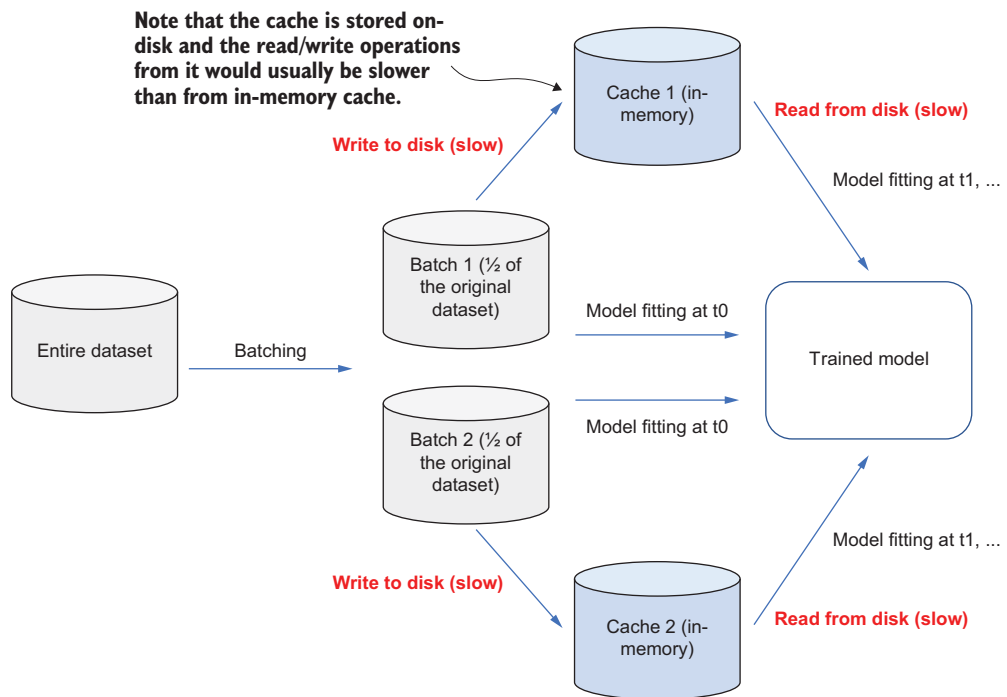 Note that the cache is stored on-
disk and the read/write operations
from it would usually be slower
than from in-memory cache.
Cache 1 (in-
memory)
Read from disk (slow)
Write to disk (slow)
Model fitting at t1, ...
Batch 1 (½ of
the original
dataset)
Model fitting at t0
Entire dataset
Batching
Trained model
Model fitting at t0
Batch 2 (½ of
the original
dataset)
Model fitting at t1, ...
Write to disk (slow)
Cache 2 (in-
memory)
Read from disk (slow)